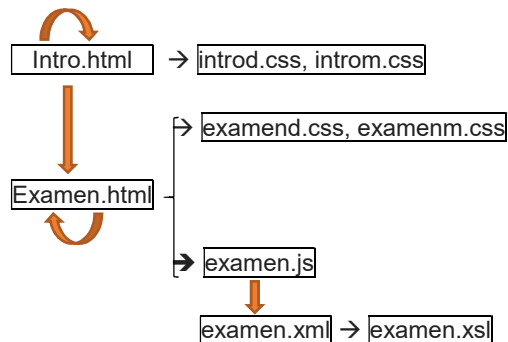 Intro.html → introd.css, introm.css
→ examend.css, examenm.css
Examen.html
→ examen.js
examen.xml → examen.xsl